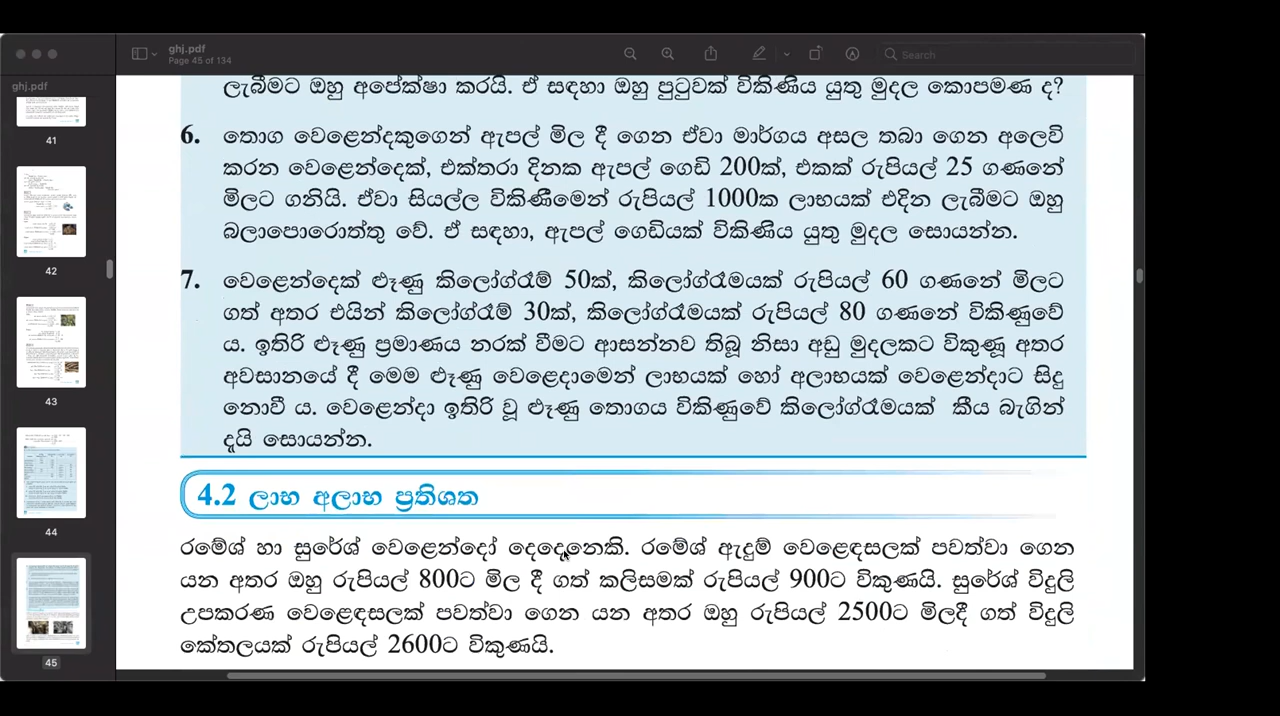 ghj.pdf
Page 45 of 134
Search
ghj.pdf
41
42
43
44
45
ලැබීමට ඔහු අපේක්ෂා කරයි. ඒ සඳහා ඔහු පුටුවක් විකිණිය යුතු මුදල කොපමණ ද?
6. තොග වෙළෙන්දකුගෙන් ඇපල් මිල දී ගෙන ඒවා මාර්ගය අසල තබා ගෙන අලෙවි
කරන වෙළෙන්දෙක්, එක්තරා දිනක ඇපල් ගෙඩි 200ක්, එකක් රුපියල් 25 ගණනේ
මිලට ගනියි. ඒවා සියල්ල විකිණීමෙන් රුපියල් 1000ක ලාභයක් එදින ලැබීමට ඔහු
බලාපොරොත්තු වේ. ඒ සඳහා, ඇපල් ගෙඩියක් විකිණිය යුතු මුදල සොයන්න.
7. වෙළෙන්දෙක් ළූණු කිලෝග්රෑම් 50ක්, කිලෝග්රෑමයක් රුපියල් 60 ගණනේ මිලට
ගත් අතර එයින් කිලෝග්රෑම් 30ක්, කිලෝග්රෑමයක් රුපියල් 80 ගණනේ විකිණුවේ
ය. ඉතිරි ළූණු ප්‍රමාණය නරක් වීමට ආසන්නව තිබූ නිසා අඩු මුදලකට විකුණූ අතර
අවසානයේ දී මෙම ළූණු වෙළෙදාමෙන් ලාභයක් හෝ අලාභයක් වෙළෙන්දාට සිදු
නොවී ය. වෙළෙන්දා ඉතිරි වූ ළූණු තොගය විකිණුවේ කිලෝග්රෑමයක් කීය බැගින්
දැයි සොයන්න.
4.2 ලාභ අලාභ ප්‍රතිශත
රමේශ් හා සුරේශ් වෙළෙන්දෝ දෙදෙනෙකි. රමේශ් ඇඳුම් වෙළෙඳසලක් පවත්වා ගෙන
යන අතර ඔහු රුපියල් 800ට මිල දී ගත් කලිසමක් රුපියල් 900ට විකුණයි. සුරේශ් විදුලි
උපකරණ වෙළෙඳසලක් පවත්වා ගෙන යන අතර ඔහු රුපියල් 2500ට මිලදී ගත් විදුලි
කේතලයක් රුපියල් 2600ට විකුණයි.